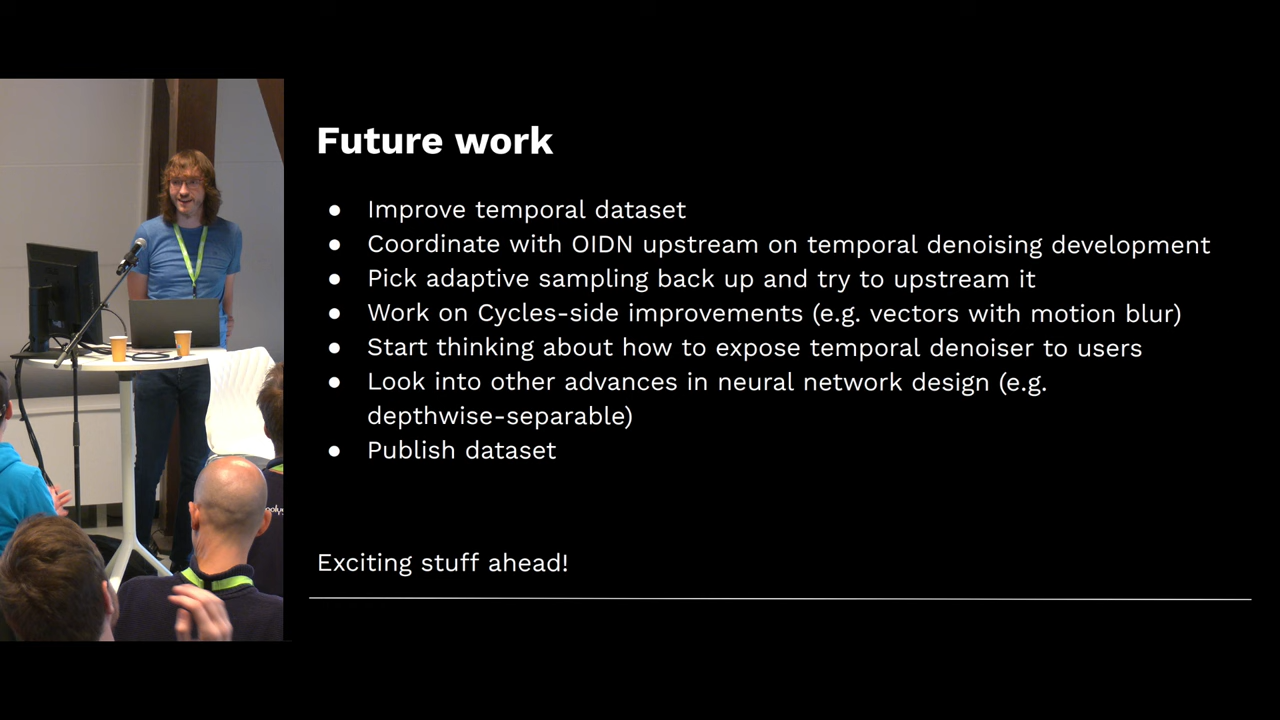 Future work
● Improve temporal dataset
● Coordinate with OIDN upstream on temporal denoising development
● Pick adaptive sampling back up and try to upstream it
● Work on Cycles-side improvements (e.g. vectors with motion blur)
● Start thinking about how to expose temporal denoiser to users
● Look into other advances in neural network design (e.g.
depthwise-separable)
● Publish dataset
Exciting stuff ahead!